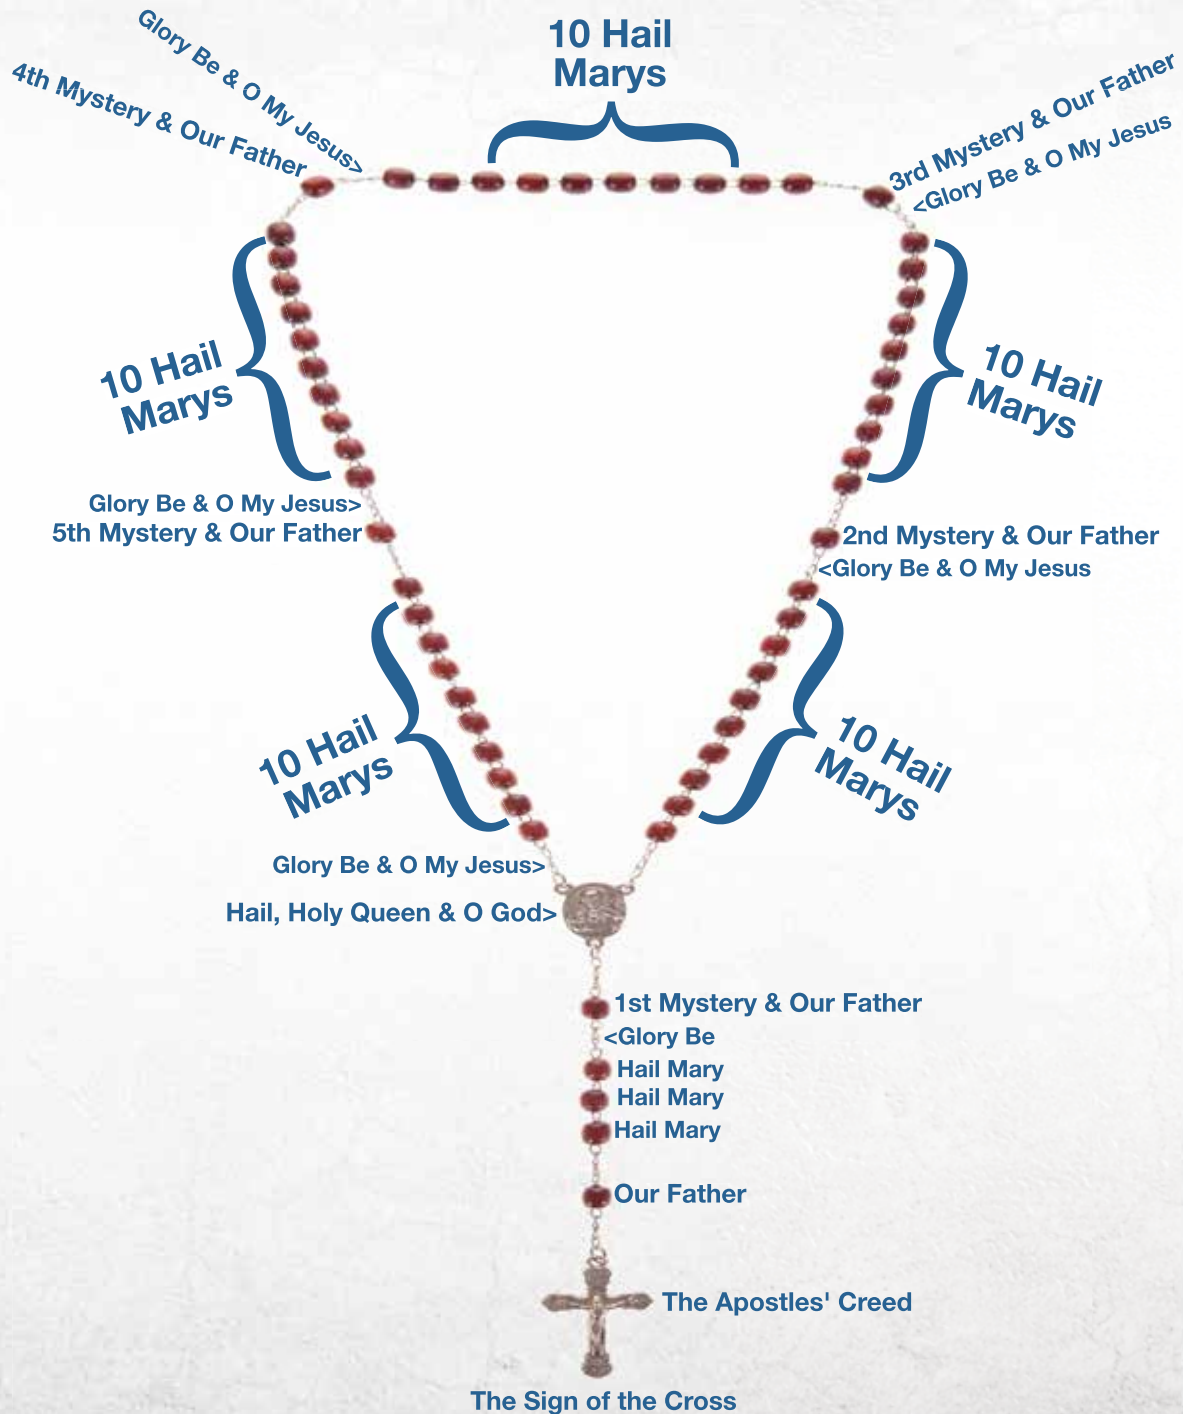 10 Hail
Marys
Glory Be & O My Jesus>
4th Mystery & Our Father
3rd Mystery & Our Father
<Glory Be & O My Jesus
10 Hail
Marys
10 Hail
Marys
Glory Be & O My Jesus>
5th Mystery & Our Father
2nd Mystery & Our Father
<Glory Be & O My Jesus
10 Hail
Marys
10 Hail
Marys
Glory Be & O My Jesus>
Hail, Holy Queen & O God>
1st Mystery & Our Father
<Glory Be
Hail Mary
Hail Mary
Hail Mary
Our Father
The Apostles' Creed
The Sign of the Cross